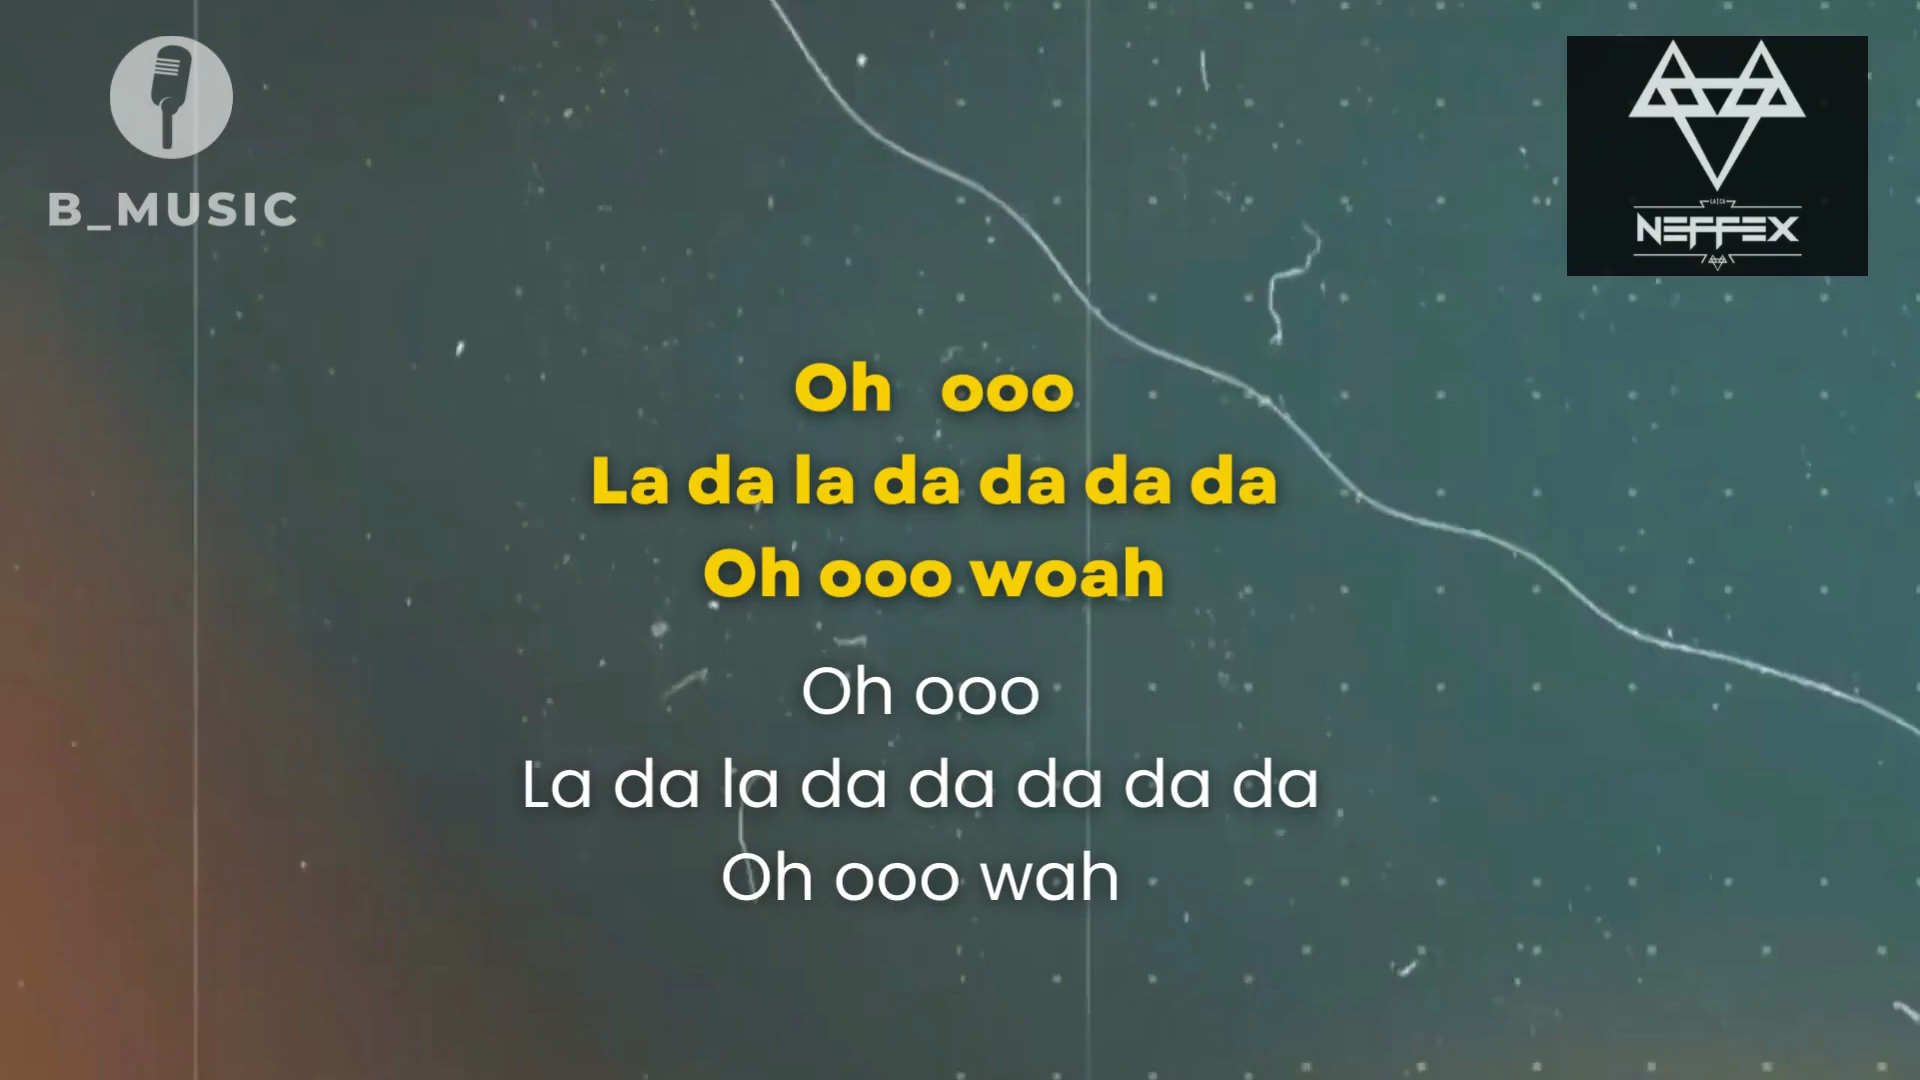 B_MUSIC
NEFFEX
Oh ooo
La da la da da da da
Oh ooo woah
Oh ooo
La da la da da da da da
Oh ooo wah